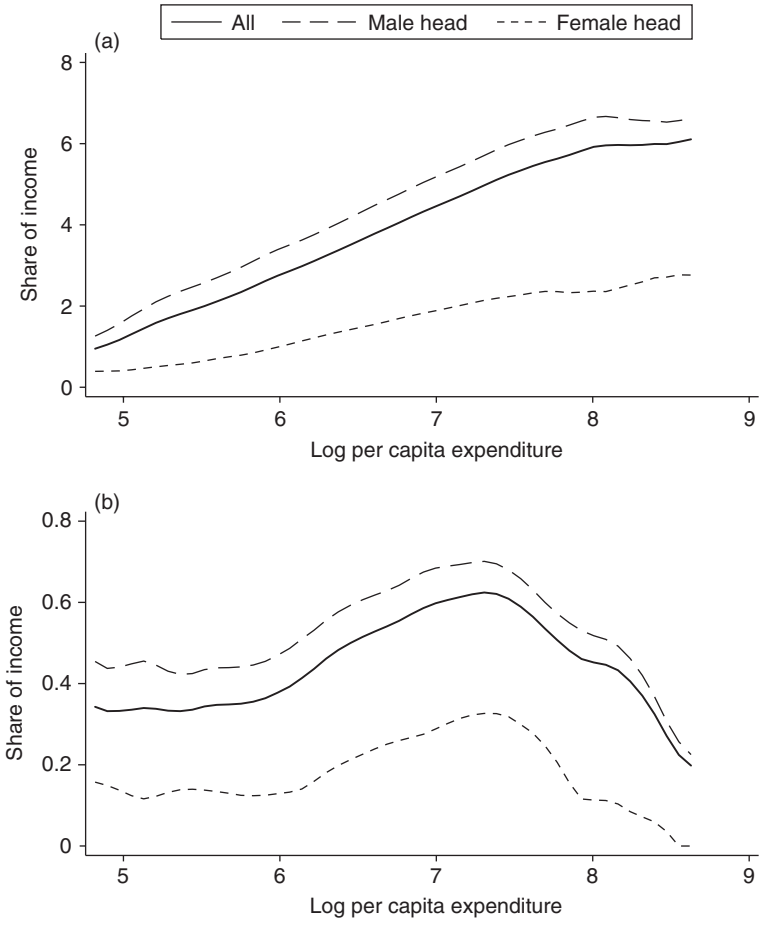 All Male head Female head
(a)
8
6
4
2
0
Share of income
5 6 7 8 9
Log per capita expenditure
(b)
0.8
0.6
0.4
0.2
0
Share of income
5 6 7 8 9
Log per capita expenditure